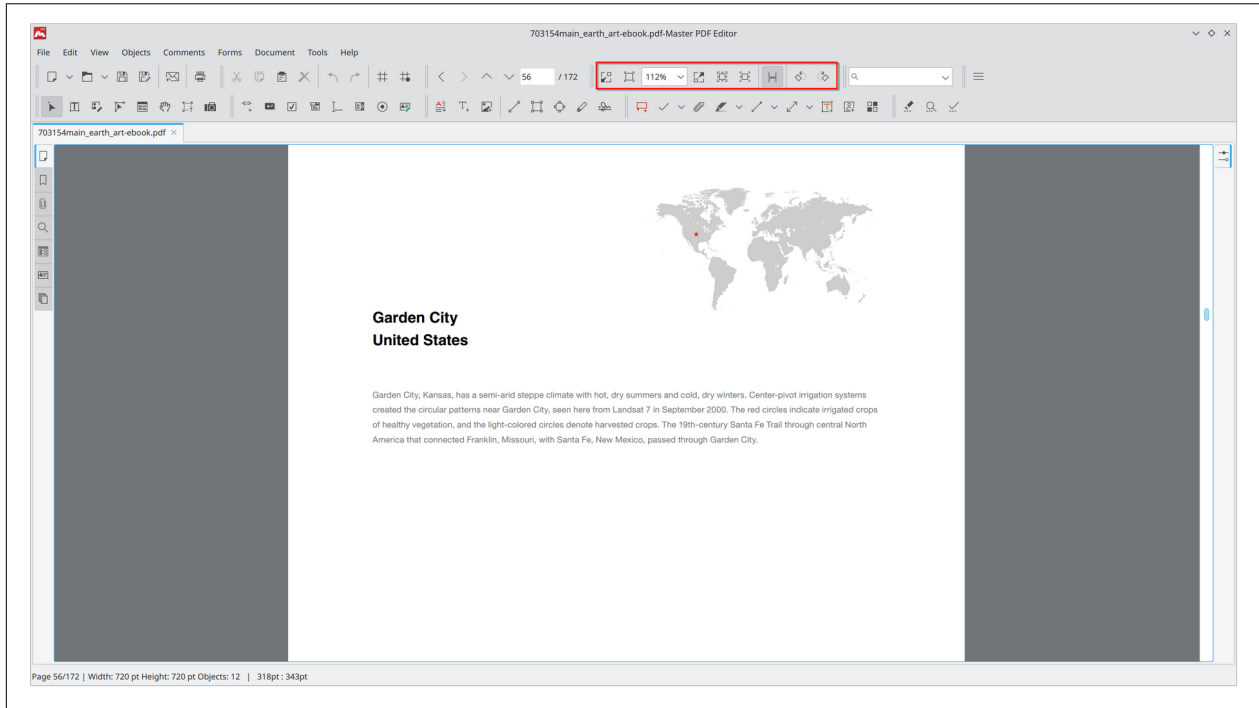 703154main_earth_art-ebook.pdf-Master PDF Editor
File Edit View Objects Comments Forms Document Tools Help
56 / 172 112%
703154main_earth_art-ebook.pdf
Garden City
United States
Garden City, Kansas, has a semi-arid steppe climate with hot, dry summers and cold, dry winters. Center-pivot irrigation systems
created the circular patterns near Garden City, seen here from Landsat 7 in September 2000. The red circles indicate irrigated crops
of healthy vegetation, and the light-colored circles denote harvested crops. The 19th-century Santa Fe Trail through central North
America that connected Franklin, Missouri, with Santa Fe, New Mexico, passed through Garden City.
Page 56/172 | Width: 720 pt Height: 720 pt Objects: 12 | 318pt : 343pt